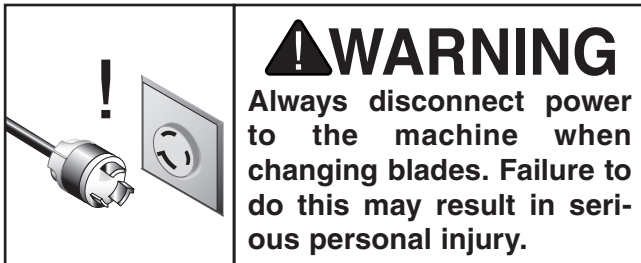 !
WARNING
Always disconnect power
to the machine when
changing blades. Failure to
do this may result in seri-
ous personal injury.